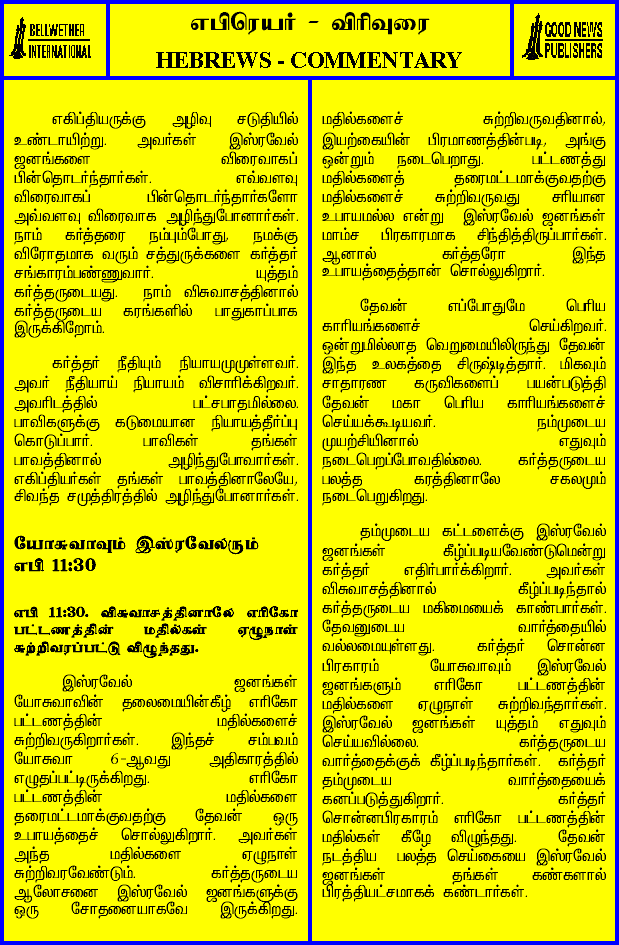 BELLWETHER
INTERNATIONAL
எபிரெயர் - விரிவுரை
HEBREWS - COMMENTARY
GOOD NEWS
PUBLISHERS
எகிப்தியருக்கு அழிவு சடுதியில்
உண்டாயிற்று. அவர்கள் இஸ்ரவேல்
ஜனங்களை விரைவாகப்
பின்தொடர்ந்தார்கள். எவ்வளவு
விரைவாகப் பின்தொடர்ந்தார்களோ
அவ்வளவு விரைவாக அழிந்துபோனார்கள்.
நாம் கர்த்தரை நம்பும்போது, நமக்கு
விரோதமாக வரும் சத்துருக்களை கர்த்தர்
சங்காரம்பண்ணுவார். யுத்தம்
கர்த்தருடையது. நாம் விசுவாசத்தினால்
கர்த்தருடைய கரங்களில் பாதுகாப்பாக
இருக்கிறோம்.
கர்த்தர் நீதியும் நியாயமுமுள்ளவர்.
அவர் நீதியாய் நியாயம் விசாரிக்கிறவர்.
அவரிடத்தில் பட்சபாதமில்லை.
பாவிகளுக்கு கடுமையான நியாயத்தீர்ப்பு
கொடுப்பார். பாவிகள் தங்கள்
பாவத்தினால் அழிந்துபோவார்கள்.
எகிப்தியர்கள் தங்கள் பாவத்தினாலேயே,
சிவந்த சமுத்திரத்தில் அழிந்துபோனார்கள்.
யோசுவாவும் இஸ்ரவேலரும்
எபி 11:30
எபி 11:30. விசுவாசத்தினாலே எரிகோ
பட்டணத்தின் மதில்கள் ஏழுநாள்
சுற்றிவரப்பட்டு விழுந்தது.
இஸ்ரவேல் ஜனங்கள்
யோசுவாவின் தலைமையின்கீழ் எரிகோ
பட்டணத்தின் மதில்களைச்
சுற்றிவருகிறார்கள். இந்தச் சம்பவம்
யோசுவா 6-ஆவது அதிகாரத்தில்
எழுதப்பட்டிருக்கிறது. எரிகோ
பட்டணத்தின் மதில்களை
தரைமட்டமாக்குவதற்கு தேவன் ஒரு
உபாயத்தைச் சொல்லுகிறார். அவர்கள்
அந்த மதில்களை ஏழுநாள்
சுற்றிவரவேண்டும். கர்த்தருடைய
ஆலோசனை இஸ்ரவேல் ஜனங்களுக்கு
ஒரு சோதனையாகவே இருக்கிறது.
மதில்களைச் சுற்றிவருவதினால்,
இயற்கையின் பிரமாணத்தின்படி, அங்கு
ஒன்றும் நடைபெறாது. பட்டணத்து
மதில்களைத் தரைமட்டமாக்குவதற்கு
மதில்களைச் சுற்றிவருவது சரியான
உபாயமல்ல என்று இஸ்ரவேல் ஜனங்கள்
மாம்ச பிரகாரமாக சிந்தித்திருப்பார்கள்.
ஆனால் கர்த்தரோ இந்த
உபாயத்தைத்தான் சொல்லுகிறார்.
தேவன் எப்போதுமே பெரிய
காரியங்களைச் செய்கிறவர்.
ஒன்றுமில்லாத வெறுமையிலிருந்து தேவன்
இந்த உலகத்தை சிருஷ்டித்தார். மிகவும்
சாதாரண கருவிகளைப் பயன்படுத்தி
தேவன் மகா பெரிய காரியங்களைச்
செய்யக்கூடியவர். நம்முடைய
முயற்சியினால் எதுவும்
நடைபெறப்போவதில்லை. கர்த்தருடைய
பலத்த கரத்தினாலே சகலமும்
நடைபெறுகிறது.
தம்முடைய கட்டளைக்கு இஸ்ரவேல்
ஜனங்கள் கீழ்ப்படியவேண்டுமென்று
கர்த்தர் எதிர்பார்க்கிறார். அவர்கள்
விசுவாசத்தினால் கீழ்ப்படிந்தால்
கர்த்தருடைய மகிமையைக் காண்பார்கள்.
தேவனுடைய வார்த்தையில்
வல்லமையுள்ளது. கர்த்தர் சொன்ன
பிரகாரம் யோசுவாவும் இஸ்ரவேல்
ஜனங்களும் எரிகோ பட்டணத்தின்
மதில்களை ஏழுநாள் சுற்றிவந்தார்கள்.
இஸ்ரவேல் ஜனங்கள் யுத்தம் எதுவும்
செய்யவில்லை. கர்த்தருடைய
வார்த்தைக்குக் கீழ்ப்படிந்தார்கள். கர்த்தர்
தம்முடைய வார்த்தையைக்
கனப்படுத்துகிறார். கர்த்தர்
சொன்னபிரகாரம் எரிகோ பட்டணத்தின்
மதில்கள் கீழே விழுந்தது. தேவன்
நடத்திய பலத்த செய்கையை இஸ்ரவேல்
ஜனங்கள் தங்கள் கண்களால்
பிரத்தியட்சமாகக் கண்டார்கள்.